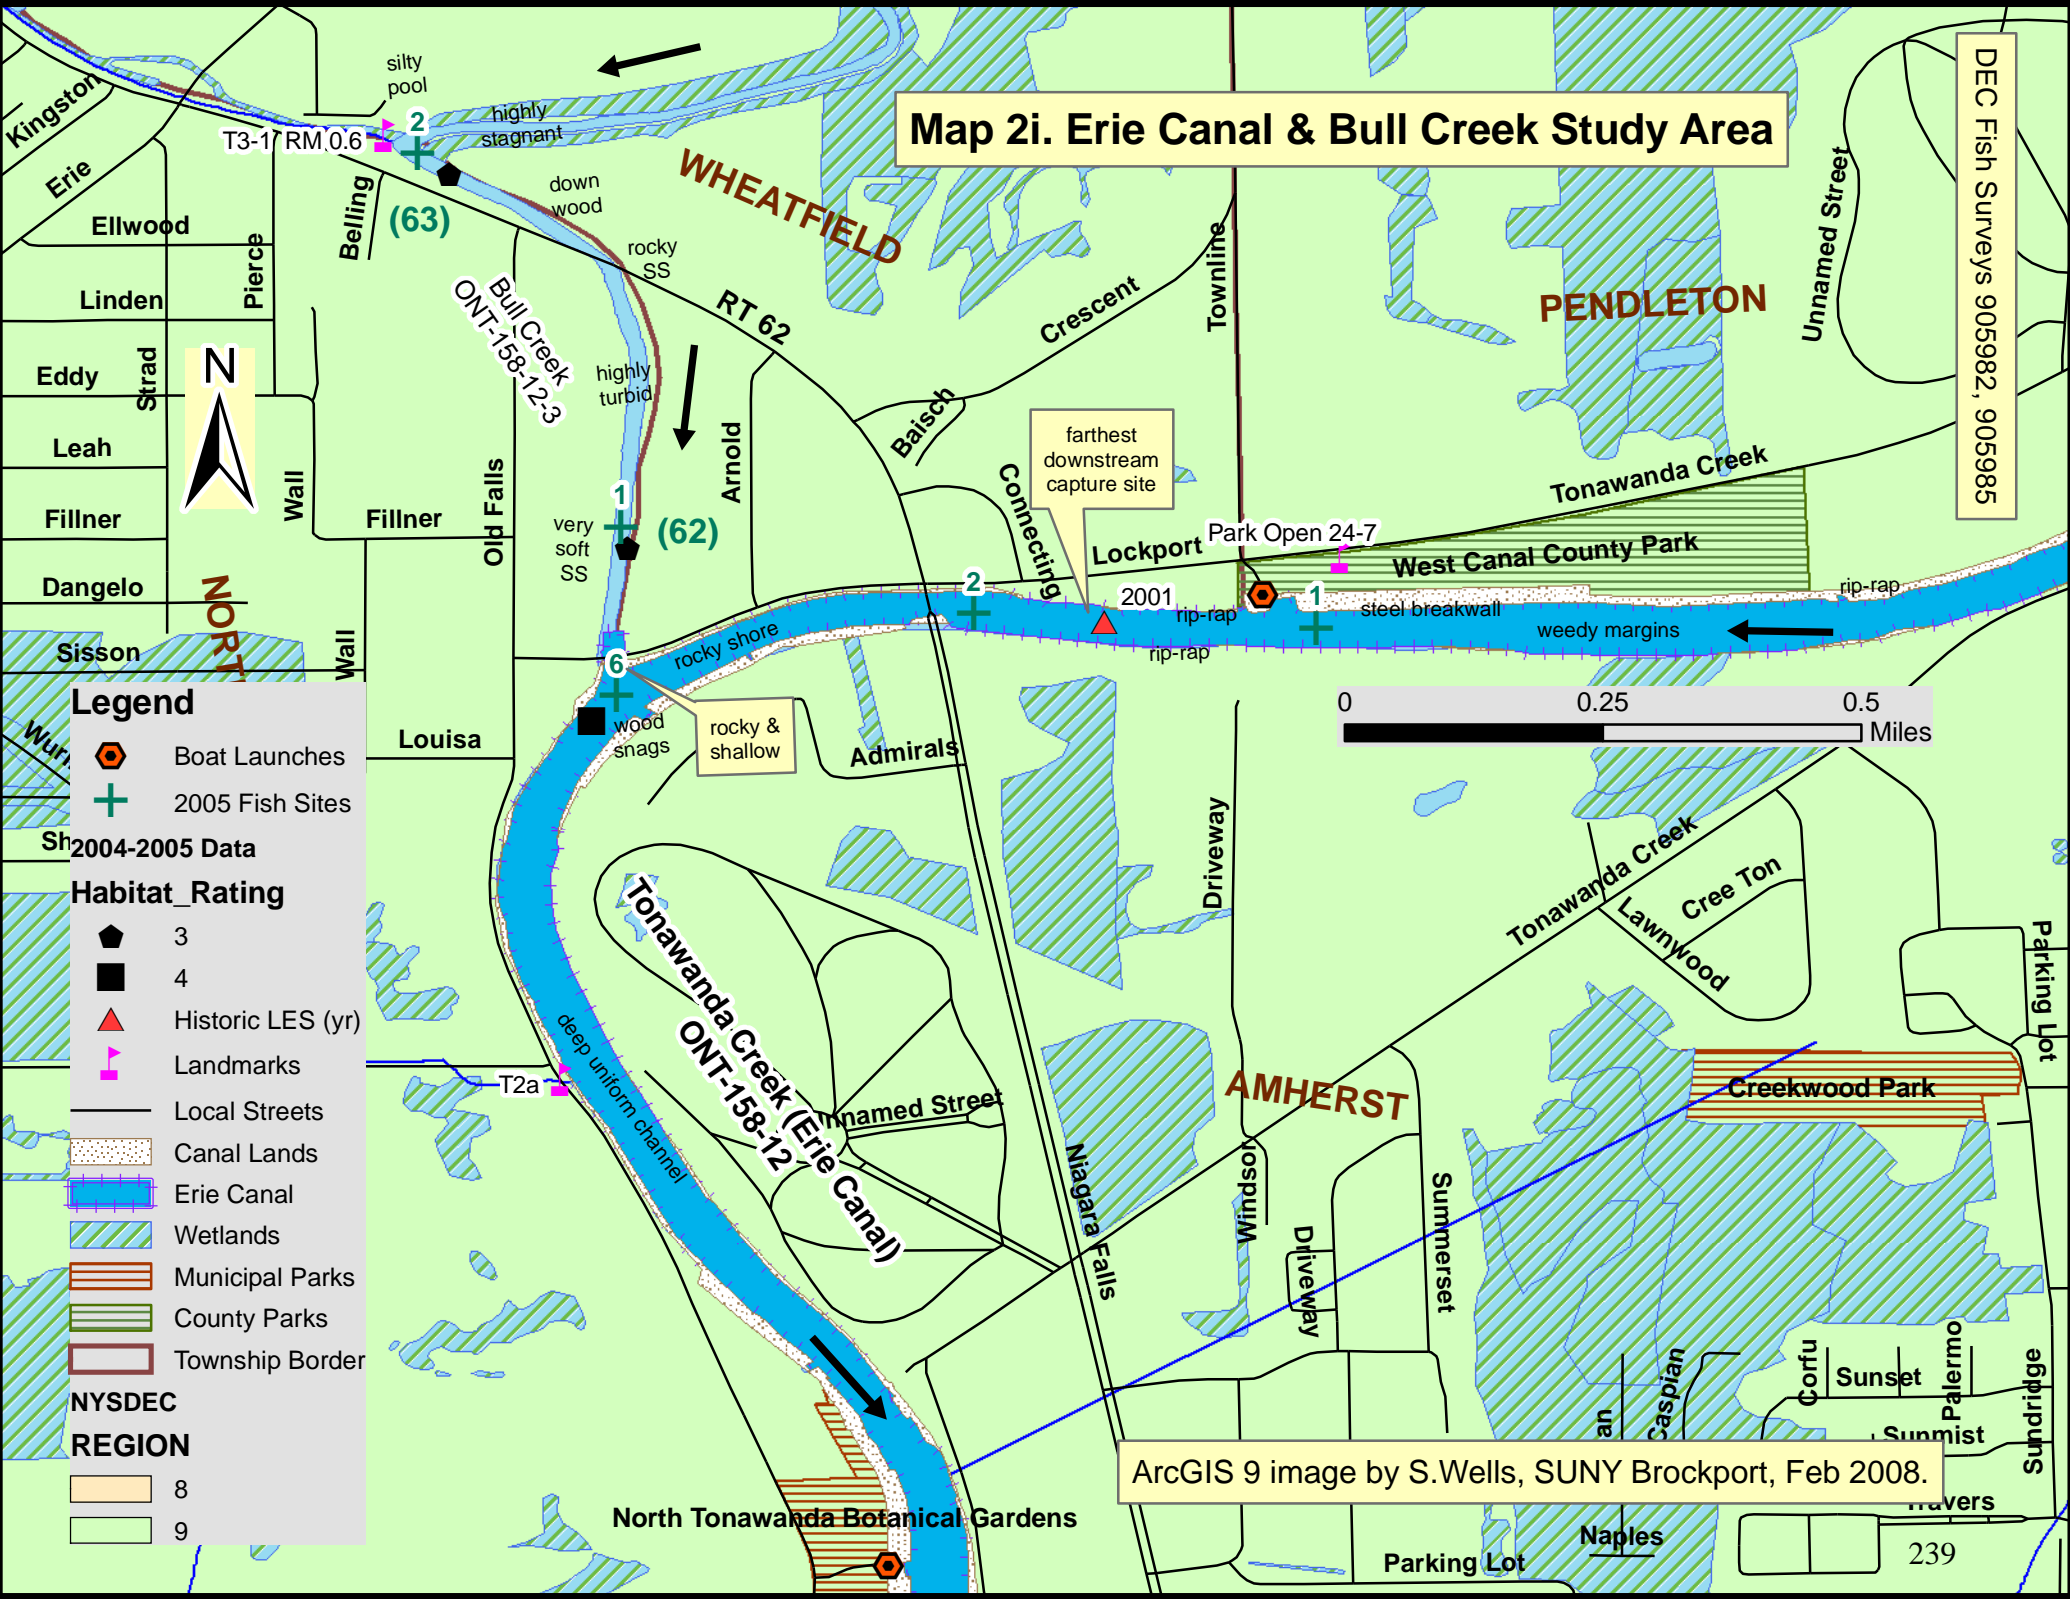 Map 2i. Erie Canal & Bull Creek Study Area
DEC Fish Surveys 905982, 905985
silty
pool
highly
stagnant
2
T3-1 RM 0.6
(63)
down
wood
rocky
SS
WHEATFIELD
PENDLETON
Unnamed Street
Townline
Crescent
Baisch
RT 62
Bull Creek
ONT-158-12-3
highly
turbid
Kingston
Erie
Ellwood
Belling
Pierce
Linden
Eddy
Strad
Leah
Wall
Fillner
Fillner
Old Falls
Arnold
N
1
(62)
very
soft
SS
Dangelo
Sisson
Wall
Louisa
farthest
downstream
capture site
Connecting
Lockport
Park Open 24-7
Tonawanda Creek
West Canal County Park
2
2001
rip-rap
rip-rap
1
steel breakwall
weedy margins
rip-rap
rocky shore
6
wood
snags
rocky &
shallow
Admirals
0 0.25 0.5
Miles
Legend
Boat Launches
2005 Fish Sites
2004-2005 Data
Habitat_Rating
3
4
Historic LES (yr)
Landmarks
Local Streets
Canal Lands
Erie Canal
Wetlands
Municipal Parks
County Parks
Township Border
NYSDEC
REGION
8
9
Driveway
Tonawanda Creek
Cree Ton
Lawnwood
Parking Lot
Tonawanda Creek (Erie Canal)
ONT-158-12
deep uniform channel
T2a
Niagara Falls
AMHERST
Creekwood Park
Windsor
Driveway
Summerset
Corfu
Sunset
Palermo
Caspian
Sunmist
Sundridge
ArcGIS 9 image by S.Wells, SUNY Brockport, Feb 2008.
North Tonawanda Botanical Gardens
Naples
Parking Lot
239